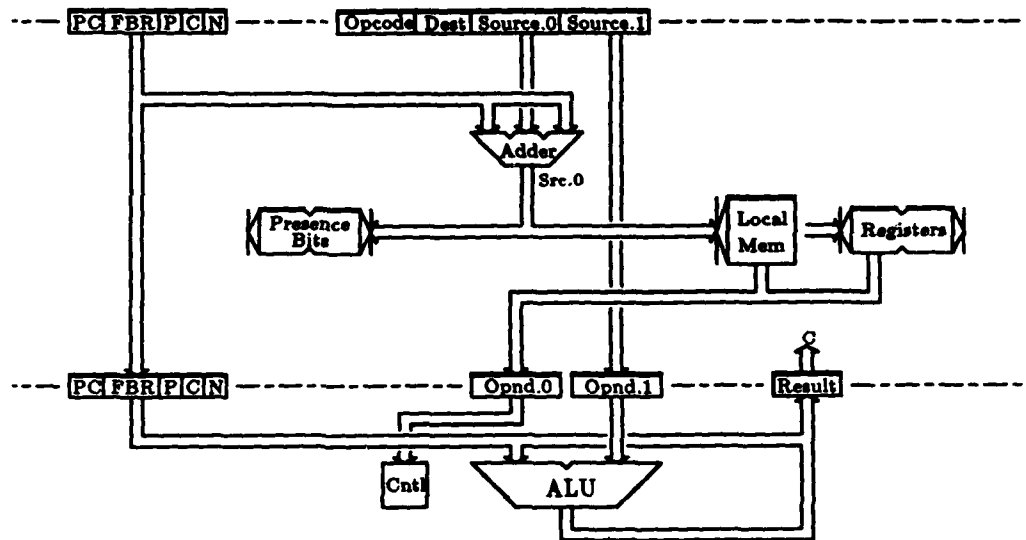 PC FBR P C N Opcode Dest Source.0 Source.1
Adder
Src.0
Presence
Bits
Local
Mem
Registers
C
PC FBR P C N Opnd.0 Opnd.1 Result
Cntl
ALU